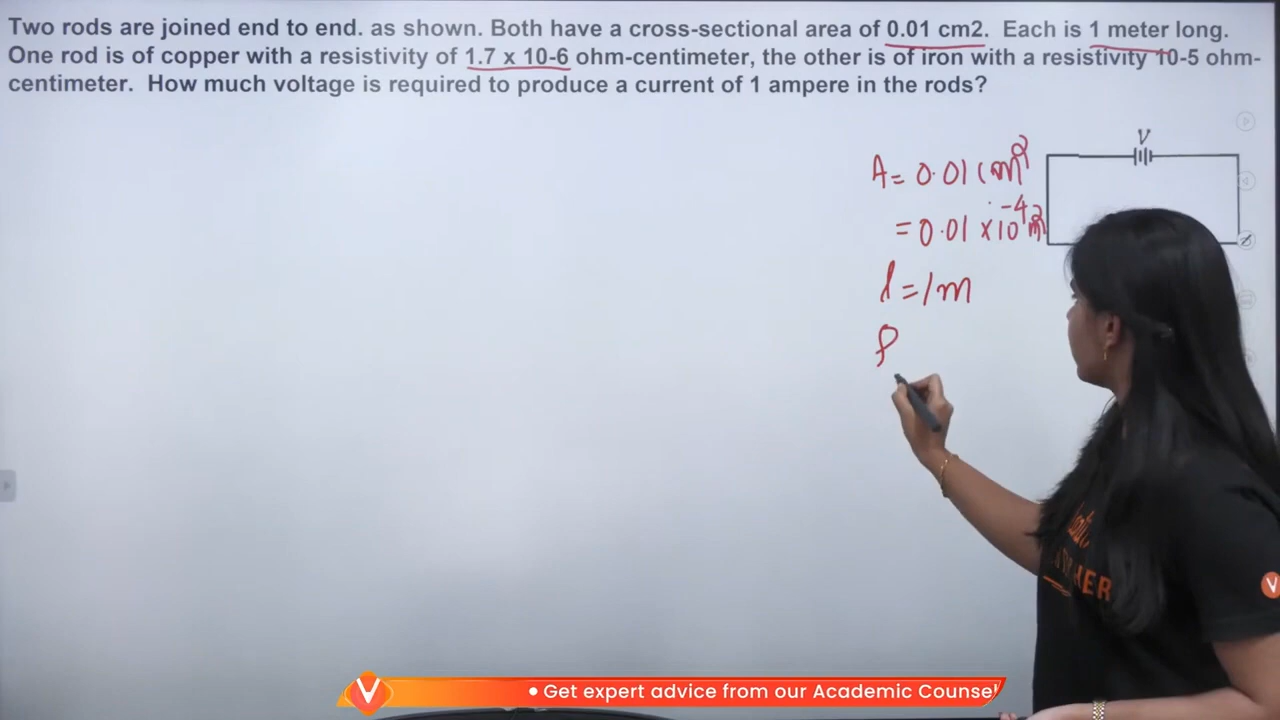 Two rods are joined end to end. as shown. Both have a cross-sectional area of 0.01 cm2. Each is 1 meter long.
One rod is of copper with a resistivity of 1.7 x 10-6 ohm-centimeter, the other is of iron with a resistivity 10-5 ohm-
centimeter. How much voltage is required to produce a current of 1 ampere in the rods?
V
A = 0.01 cm²
= 0.01 × 10⁻⁴ m²
l = 1m
ρ
V
• Get expert advice from our Academic Counsel